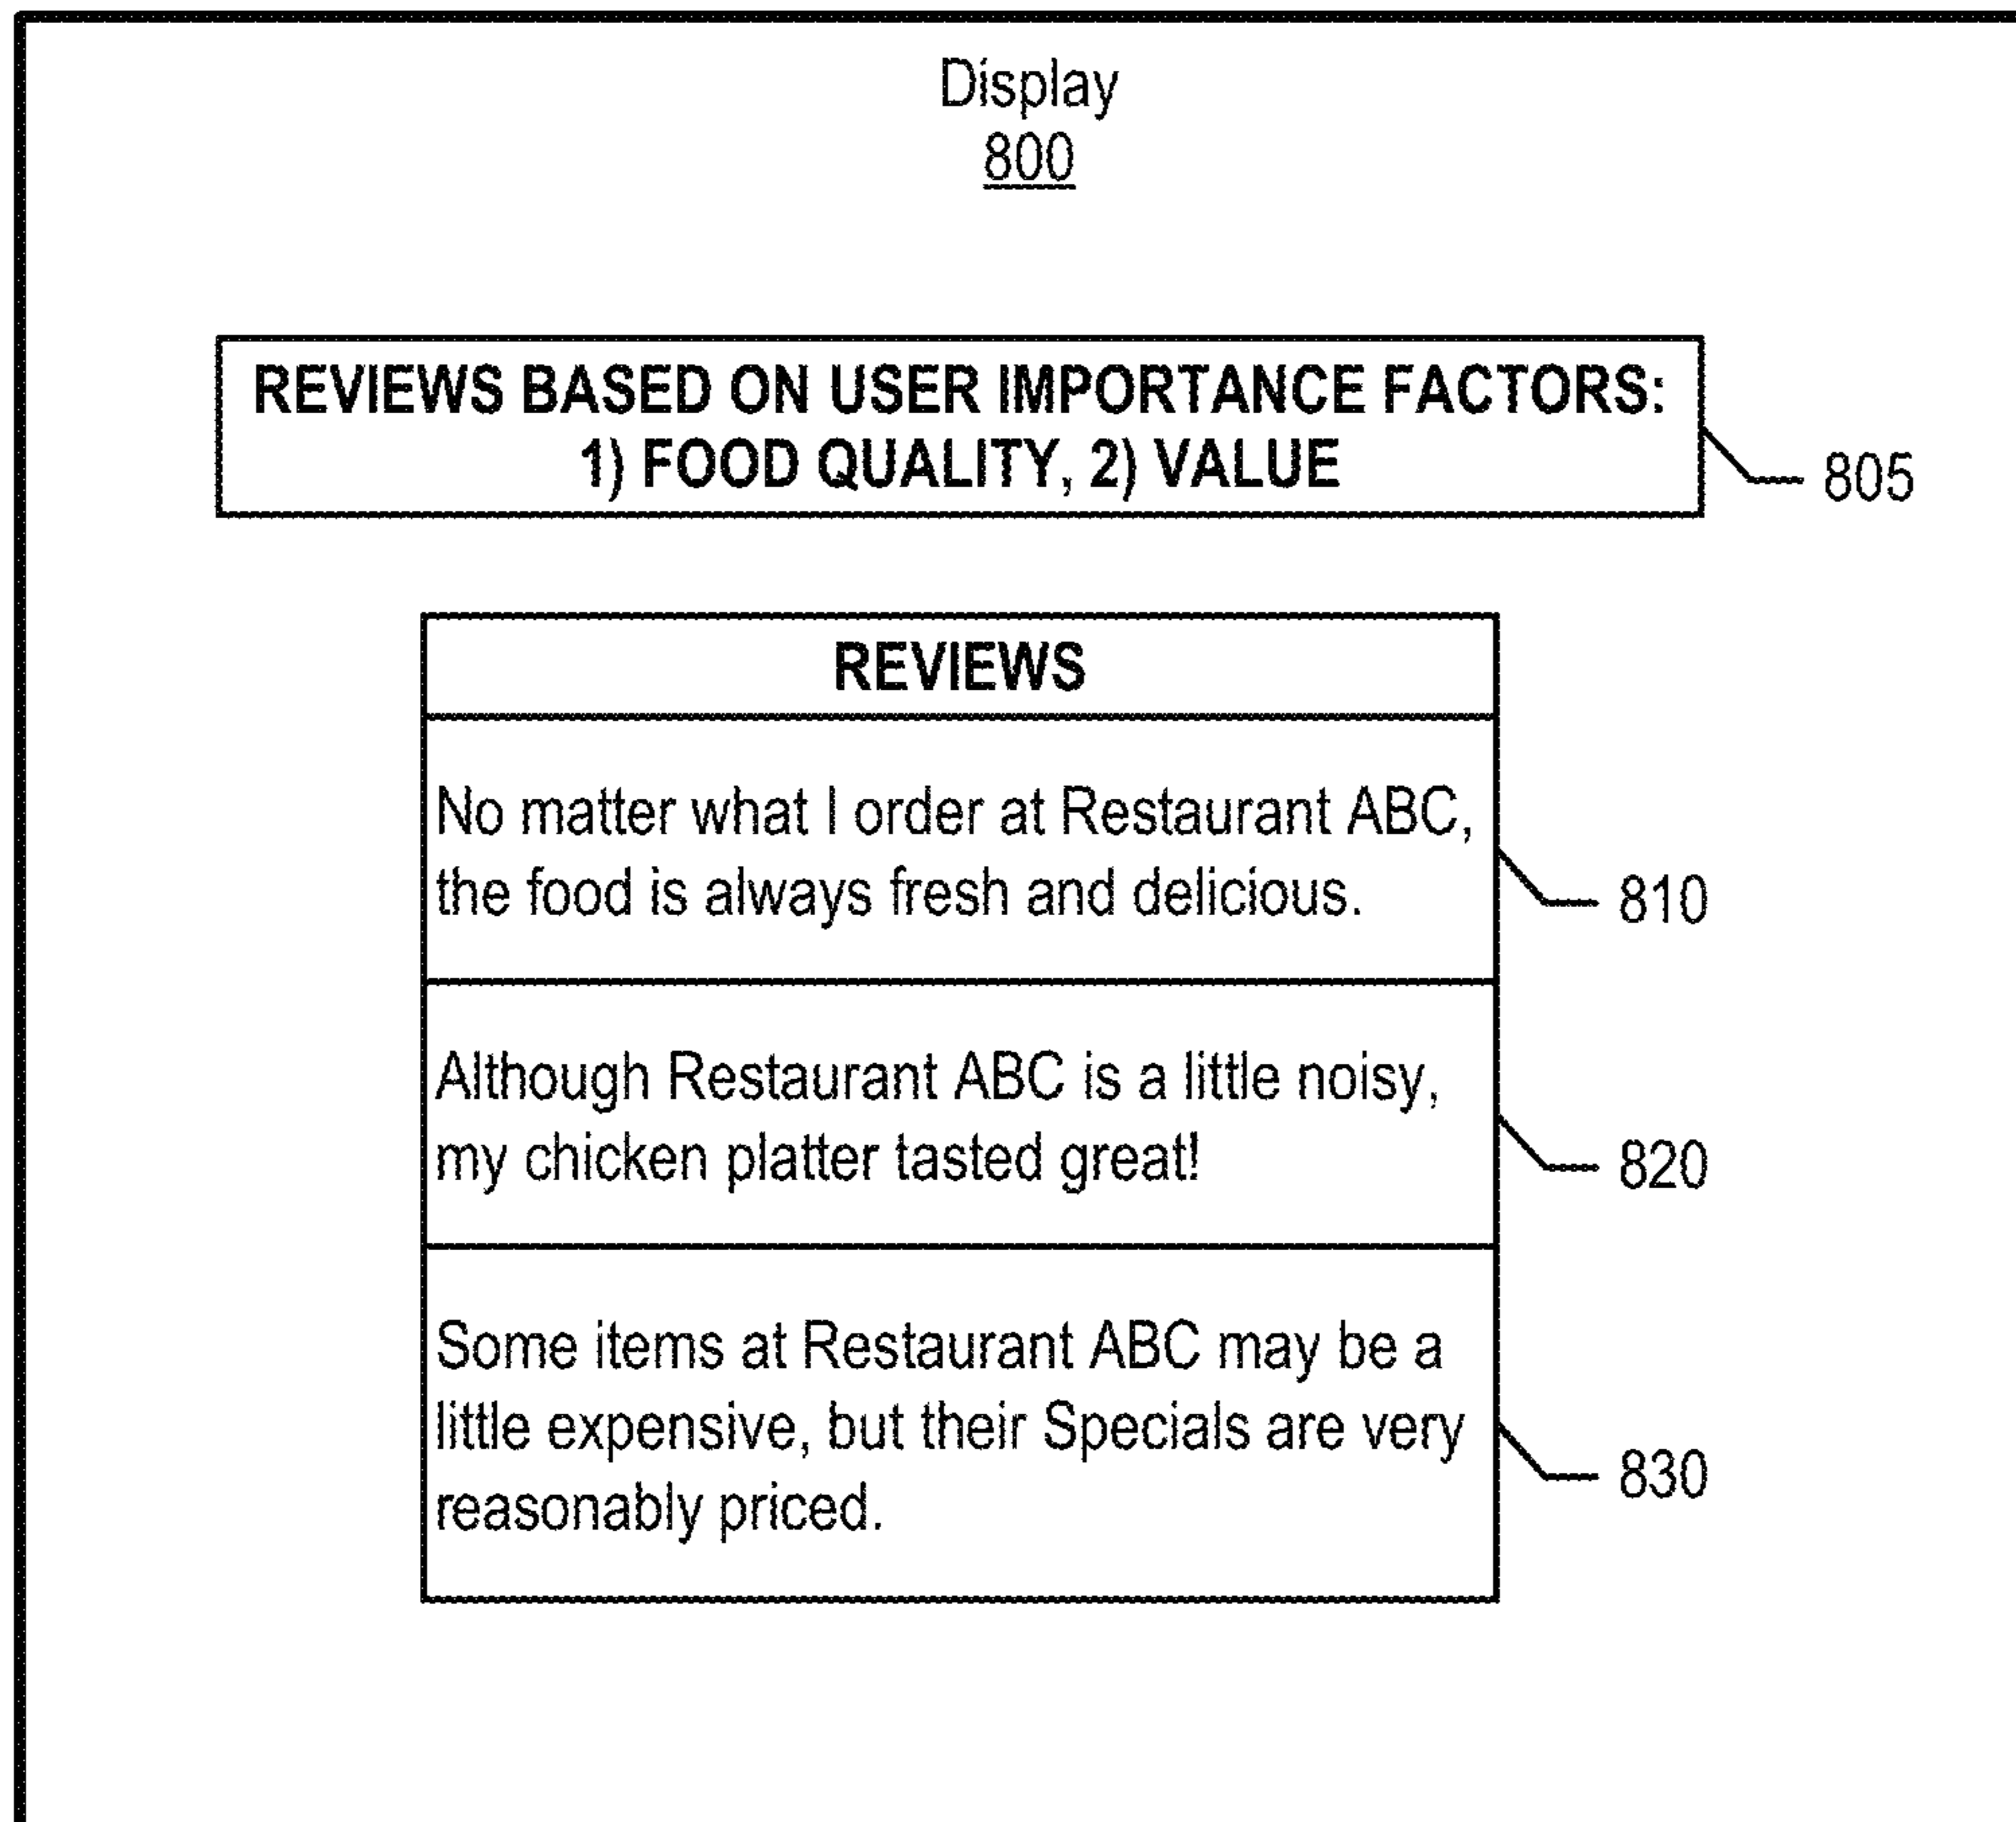 Display
800
REVIEWS BASED ON USER IMPORTANCE FACTORS:
1) FOOD QUALITY, 2) VALUE
805
REVIEWS
No matter what I order at Restaurant ABC,
the food is always fresh and delicious.
810
Although Restaurant ABC is a little noisy,
my chicken platter tasted great!
820
Some items at Restaurant ABC may be a
little expensive, but their Specials are very
reasonably priced.
830